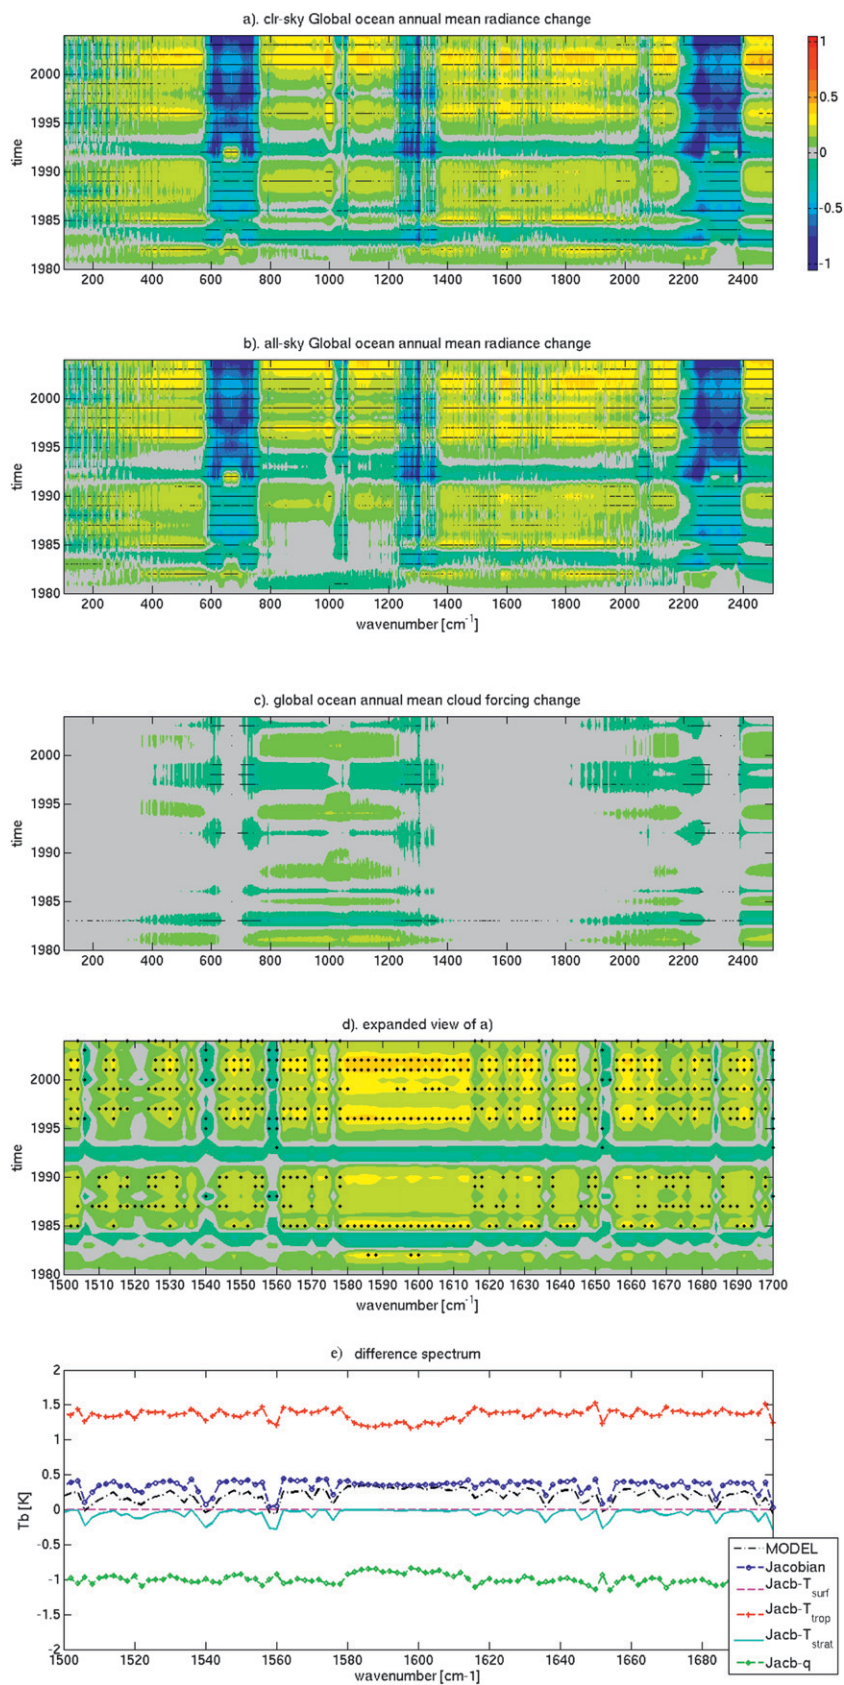 a). clr-sky Global ocean annual mean radiance change
2000
1995
1990
1985
1980
time
200 400 600 800 1000 1200 1400 1600 1800 2000 2200 2400
1
0.5
0
-0.5
-1
b). all-sky Global ocean annual mean radiance change
2000
1995
1990
1985
1980
time
200 400 600 800 1000 1200 1400 1600 1800 2000 2200 2400
wavenumber [cm-1]
c). global ocean annual mean cloud forcing change
2000
1995
1990
1985
1980
time
200 400 600 800 1000 1200 1400 1600 1800 2000 2200 2400
d). expanded view of a)
2000
1995
1990
1985
1980
time
1500 1510 1520 1530 1540 1550 1560 1570 1580 1590 1600 1610 1620 1630 1640 1650 1660 1670 1680 1690 1700
wavenumber [cm-1]
e) difference spectrum
2
1.5
1
0.5
0
-0.5
-1
-1.5
-2
Tb [K]
1500 1520 1540 1560 1580 1600 1620 1640 1660 1680
wavenumber [cm-1]
MODEL
Jacobian
Jacb-Tsurf
Jacb-Ttrop
Jacb-Tstrat
Jacb-q